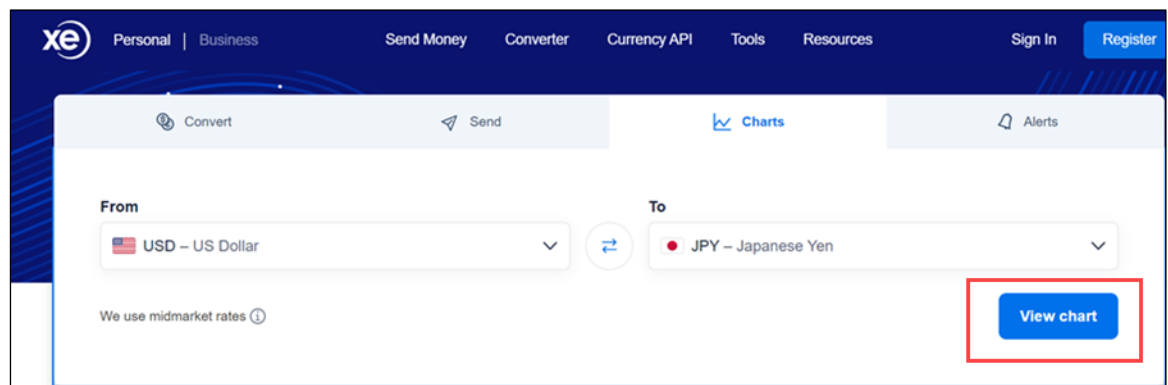 xe Personal | Business Send Money Converter Currency API Tools Resources Sign In Register
Convert Send Charts Alerts
From To
USD – US Dollar JPY – Japanese Yen
We use midmarket rates View chart